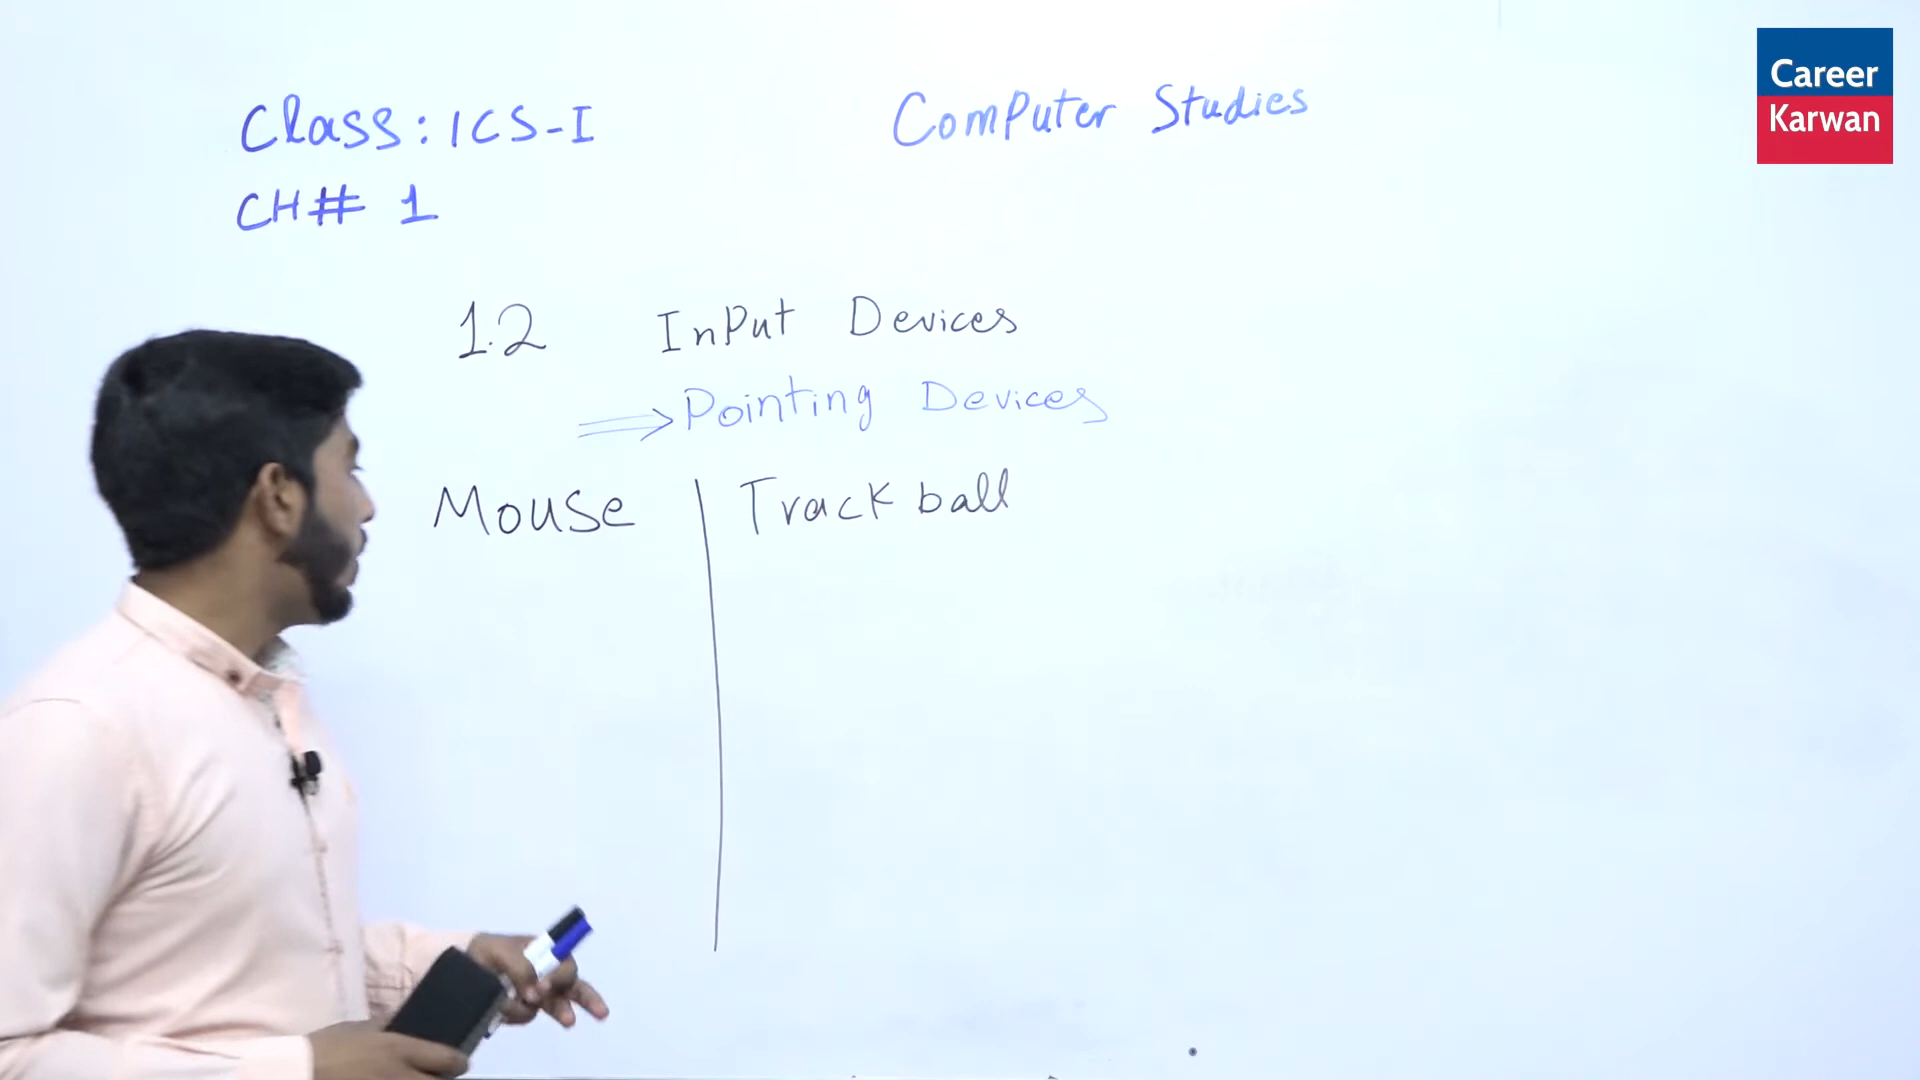 Career
Karwan
Class: ICS-I
Computer Studies
CH# 1
1.2 Input Devices
⇒ Pointing Devices
Mouse | Track ball